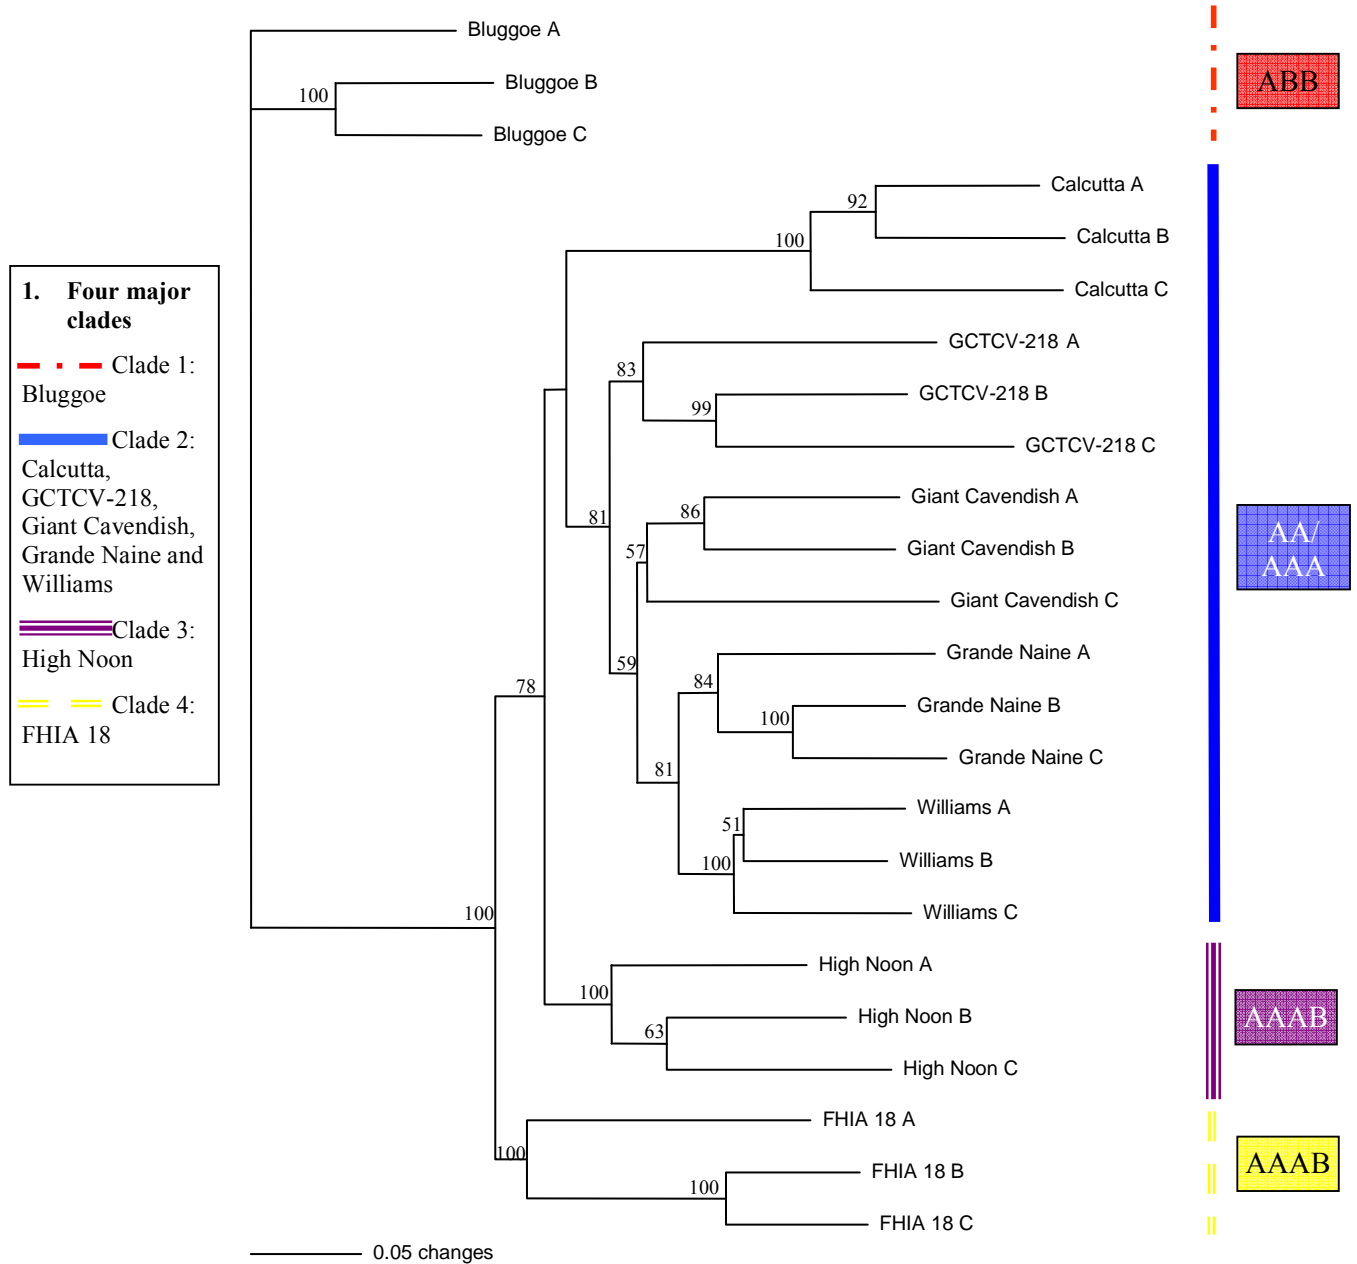 Bluggoe A
Bluggoe B
100
Bluggoe C
ABB
Calcutta A
92
Calcutta B
100
Calcutta C
1. Four major
clades
Clade 1:
Bluggoe
Clade 2:
Calcutta,
GCTCV-218,
Giant Cavendish,
Grande Naine and
Williams
Clade 3:
High Noon
Clade 4:
FHIA 18
GCTCV-218 A
83
GCTCV-218 B
99
GCTCV-218 C
Giant Cavendish A
86
81
Giant Cavendish B
57
Giant Cavendish C
AA/
AAA
Grande Naine A
59
84
78
Grande Naine B
100
Grande Naine C
81
Williams A
51
Williams B
100
Williams C
100
High Noon A
100
High Noon B
63
High Noon C
AAAB
FHIA 18 A
100
FHIA 18 B
100
FHIA 18 C
AAAB
0.05 changes